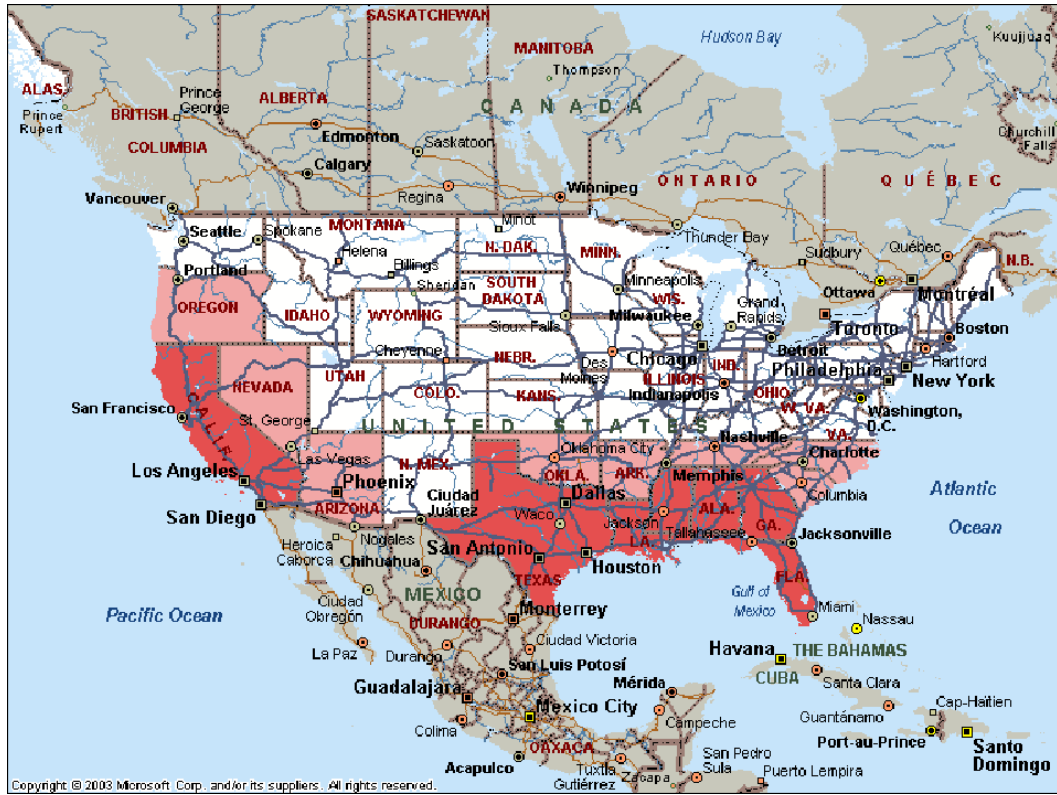 SASKATCHEWAN
Hudson Bay
Kuujjuaq
MANITOBA
Thompson
ALAS.
Prince
Rupert
Prince
George
ALBERTA
CANADA
BRITISH
COLUMBIA
Edmonton
Saskatoon
Churchill
Falls
Calgary
Regina
Winnipeg
ONTARIO
QUÉBEC
Vancouver
Seattle
Spokane
MONTANA
Minot
Thunder Bay
Sudbury
Québec
N.B.
Helena
N. DAK.
MINN.
Portland
Billings
Sheridan
SOUTH
DAKOTA
Minneapolis
Ottawa
Montréal
OREGON
IDAHO
WYOMING
WIS.
Grand
Rapids
Sioux Falls
Milwaukee
Toronto
Boston
Cheyenne
NEBR.
Des
Moines
Chicago
Detroit
Hartford
NEVADA
UTAH
COLO.
KANS.
ILLINOIS
IND.
Indianapolis
OHIO
Philadelphia
New York
San Francisco
CALIF.
St. George
UNITED STATES
W. VA.
VA.
Washington,
D.C.
Las Vegas
N. MEX.
Oklahoma City
Nashville
Charlotte
Los Angeles
Phoenix
OKLA.
ARK.
Memphis
Columbia
San Diego
ARIZONA
Ciudad
Juárez
Dallas
Waco
Jackson
ALA.
GA.
Atlantic
Ocean
Nogales
Heroica
Caborca
Chihuahua
San Antonio
LA.
Tallahassee
Jacksonville
Houston
TEXAS
FLA.
Pacific Ocean
Ciudad
Obregón
MEXICO
Gulf of
Mexico
Miami
Nassau
DURANGO
Monterrey
La Paz
Durango
Ciudad Victoria
Havana
THE BAHAMAS
San Luis Potosí
CUBA
Santa Clara
Guadalajara
Mérida
Cap-Haïtien
Mexico City
Campeche
Guantánamo
Colima
Port-au-Prince
Santo
Domingo
OAXACA
Acapulco
Tuxtla
Gutiérrez
Zacapa
San Pedro
Sula
Puerto Lempira
Copyright © 2003 Microsoft Corp. and/or its suppliers. All rights reserved.